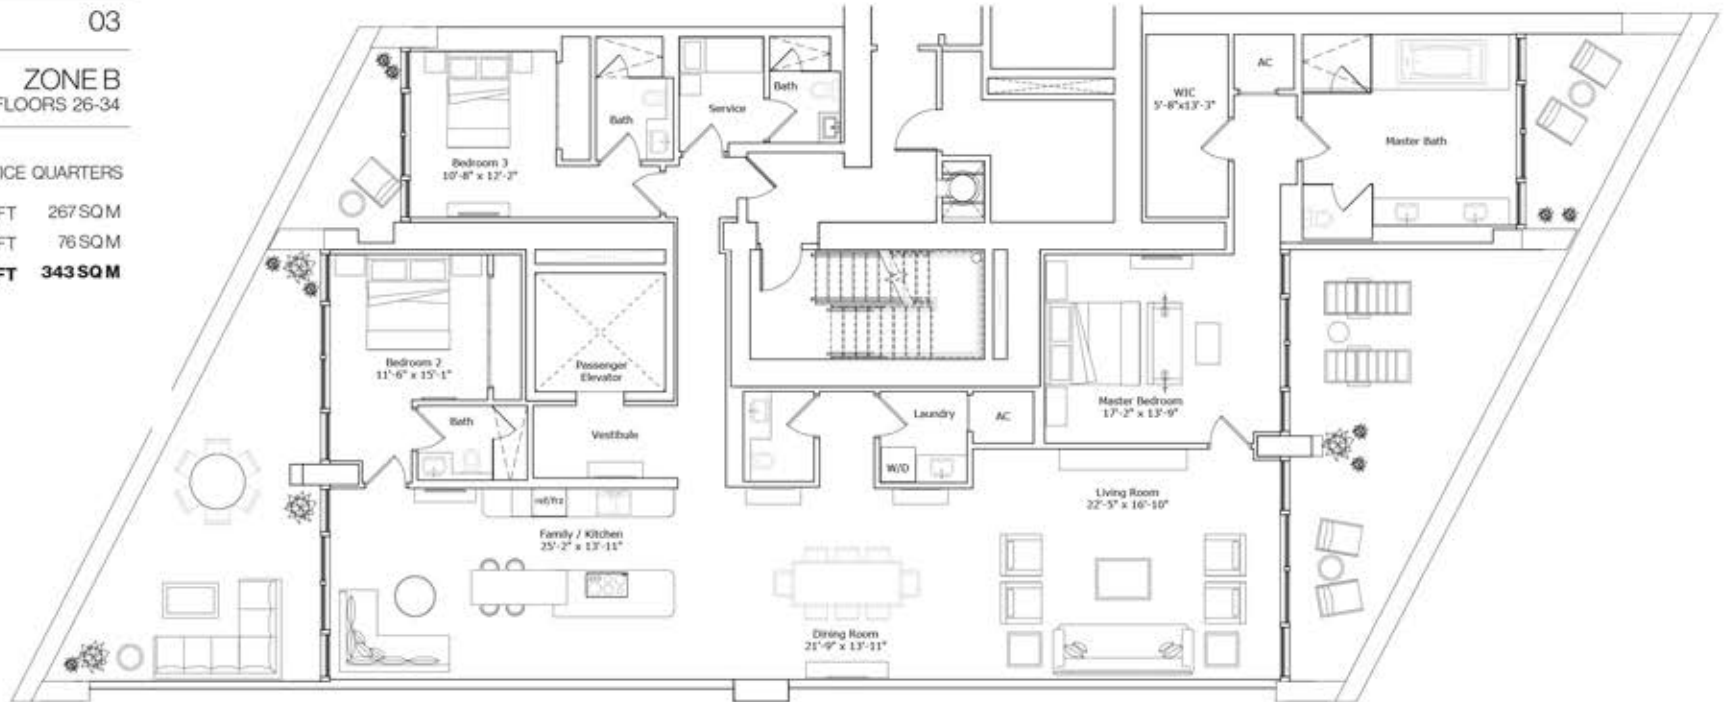 03
ZONE B
FLOORS 26-34
ICE QUARTERS
FT 267 SQ M
FT 76 SQ M
FT 343 SQ M
Bedroom 3
10'-8" x 12'-2"
Bath
Service
Bath
WIC
5'-8"x13'-3"
AC
Master Bath
Bedroom 2
11'-6" x 15'-1"
Passenger
Elevator
Master Bedroom
17'-2" x 13'-9"
Bath
Vestibule
Laundry
AC
W/D
ref/frz
Living Room
22'-5" x 16'-10"
Family / Kitchen
25'-2" x 13'-11"
Dining Room
21'-9" x 13'-11"